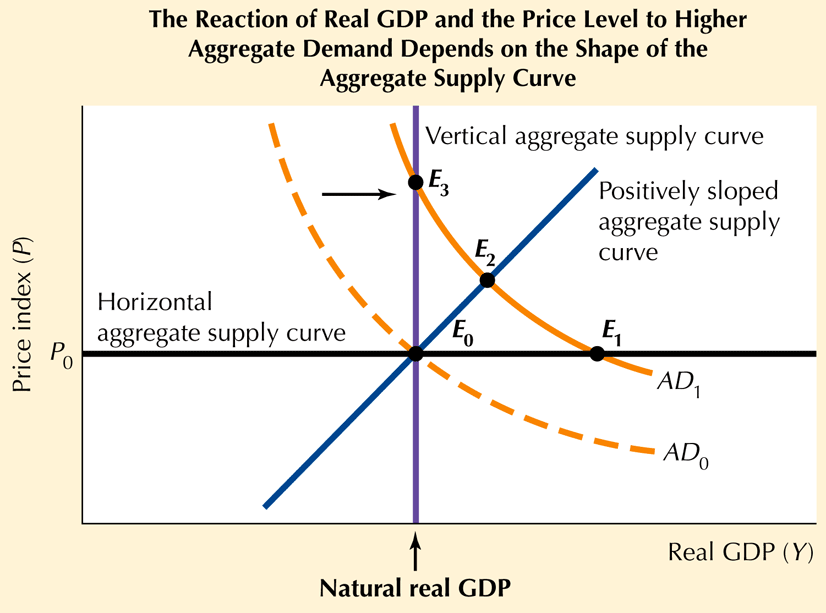 The Reaction of Real GDP and the Price Level to Higher
Aggregate Demand Depends on the Shape of the
Aggregate Supply Curve
Vertical aggregate supply curve
E3
Positively sloped
aggregate supply
curve
E2
Horizontal
aggregate supply curve
E0
E1
Price index (P)
P0
AD1
AD0
Real GDP (Y)
Natural real GDP